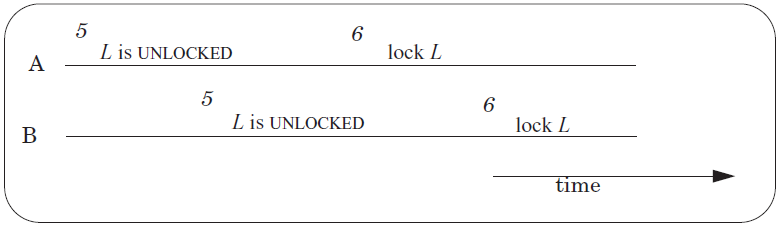 5 6
A L is UNLOCKED lock L
5 6
B L is UNLOCKED lock L
time